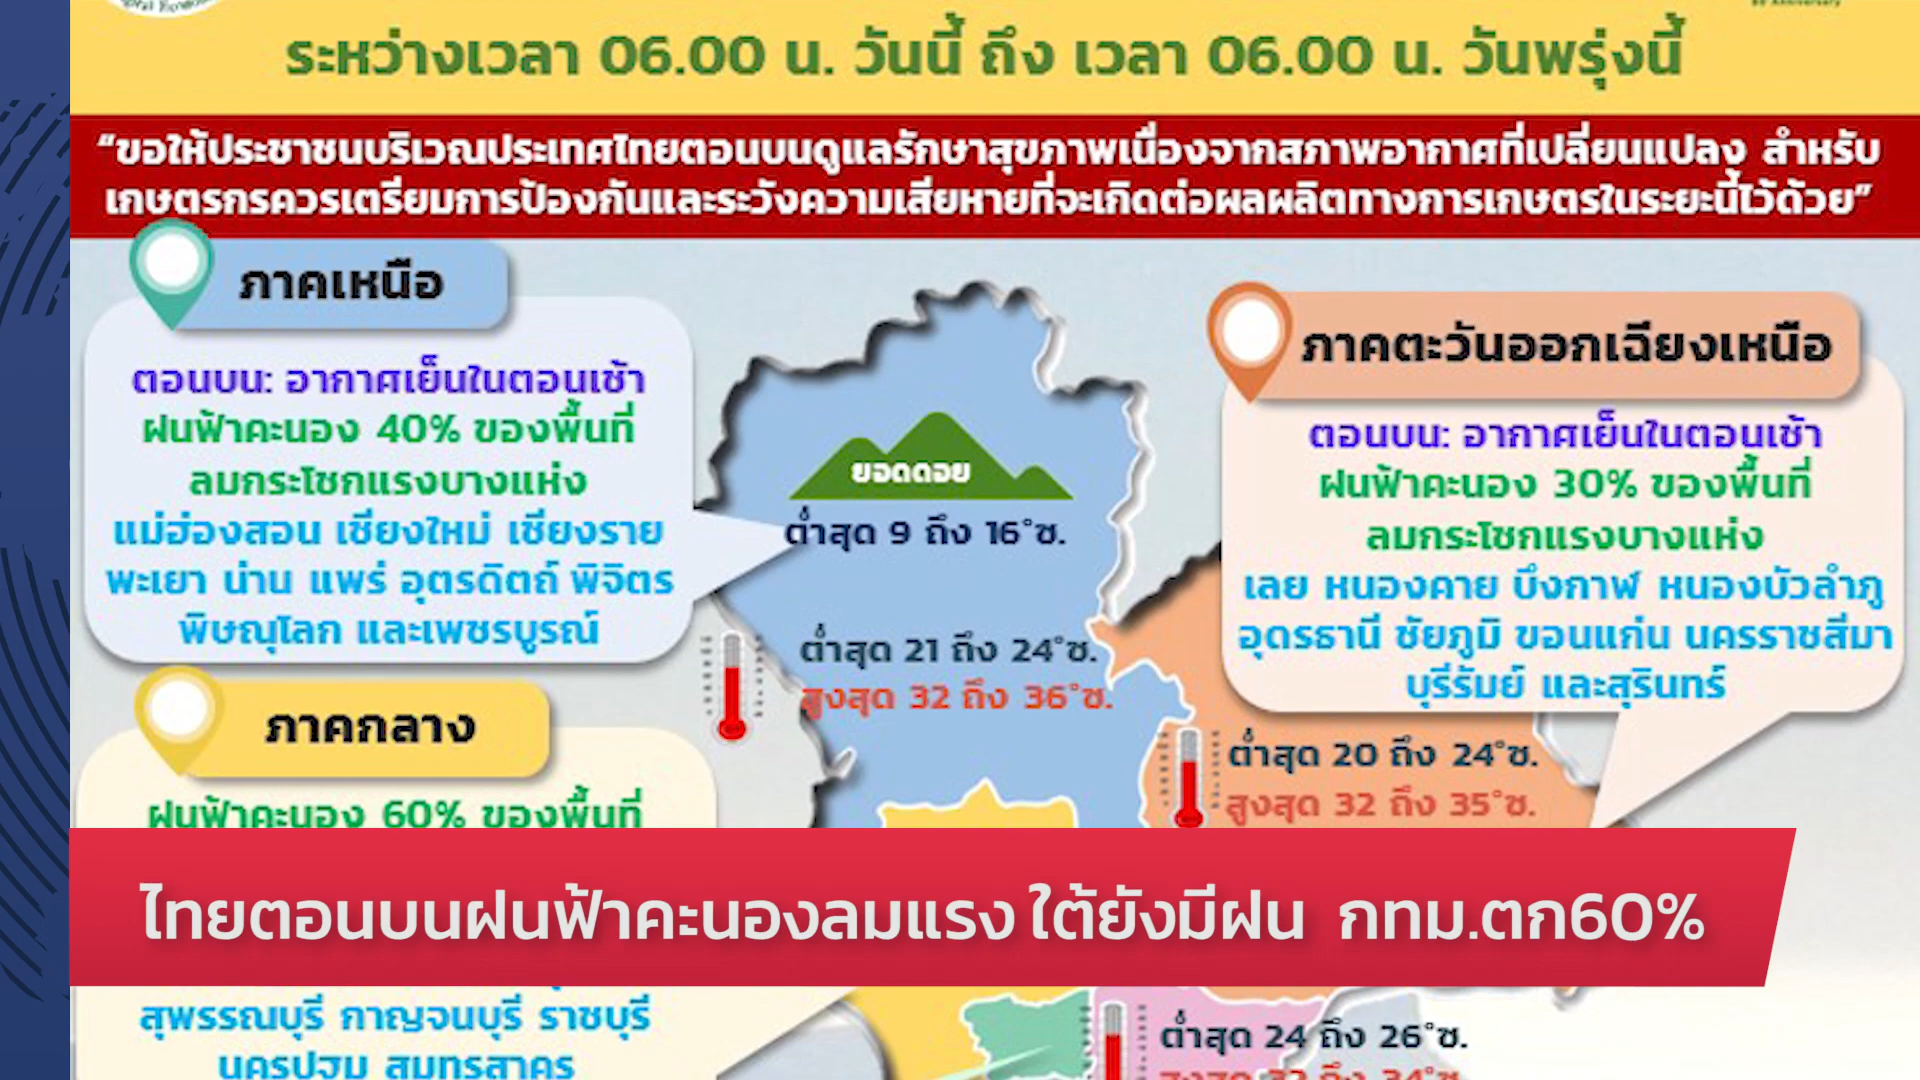 ระหว่างเวลา 06.00 น. วันนี้ ถึง เวลา 06.00 น. วันพรุ่งนี้
“ขอให้ประชาชนบริเวณประเทศไทยตอนบนดูแลรักษาสุขภาพเนื่องจากสภาพอากาศที่เปลี่ยนแปลง สำหรับ
เกษตรกรควรเตรียมการป้องกันและระวังความเสียหายที่จะเกิดต่อผลผลิตทางการเกษตรในระยะนี้ไว้ด้วย”
ภาคเหนือ
ตอนบน: อากาศเย็นในตอนเช้า
ฝนฟ้าคะนอง 40% ของพื้นที่
ลมกระโชกแรงบางแห่ง
แม่ฮ่องสอน เชียงใหม่ เชียงราย
พะเยา น่าน แพร่ อุตรดิตถ์ พิจิตร
พิษณุโลก และเพชรบูรณ์
ยอดดอย
ต่ำสุด 9 ถึง 16°ซ.
ต่ำสุด 21 ถึง 24°ซ.
สูงสุด 32 ถึง 36°ซ.
ภาคตะวันออกเฉียงเหนือ
ตอนบน: อากาศเย็นในตอนเช้า
ฝนฟ้าคะนอง 30% ของพื้นที่
ลมกระโชกแรงบางแห่ง
เลย หนองคาย บึงกาฬ หนองบัวลำภู
อุดรธานี ชัยภูมิ ขอนแก่น นครราชสีมา
บุรีรัมย์ และสุรินทร์
ต่ำสุด 20 ถึง 24°ซ.
สูงสุด 32 ถึง 35°ซ.
ภาคกลาง
ฝนฟ้าคะนอง 60% ของพื้นที่
ไทยตอนบนฝนฟ้าคะนองลมแรง ใต้ยังมีฝน กทม.ตก60%
สุพรรณบุรี กาญจนบุรี ราชบุรี
นครปฐม สมุทรสาคร
ต่ำสุด 24 ถึง 26°ซ.
สูงสุด 32 ถึง 34°ซ.